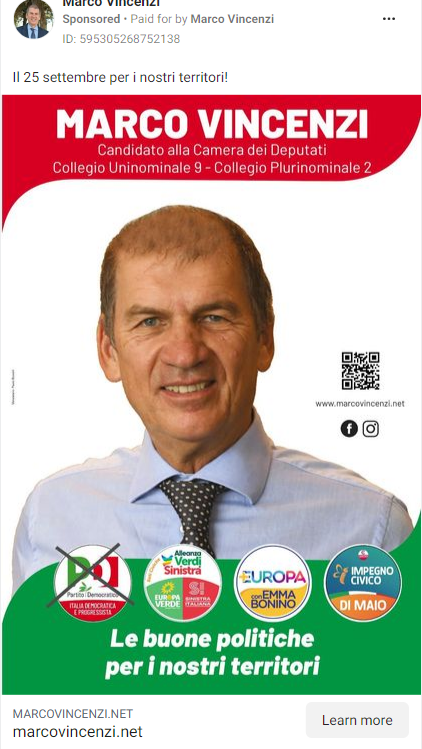 Marco Vincenzi
Sponsored • Paid for by Marco Vincenzi
ID: 595305268752138
Il 25 settembre per i nostri territori!
MARCO VINCENZI
Candidato alla Camera dei Deputati
Collegio Uninominale 9 - Collegio Plurinominale 2
www.marcovincenzi.net
PD
Partito Democratico
ITALIA DEMOCRATICA
E PROGRESSISTA
Alleanza
Verdi
Sinistra
EUROPA
VERDE
SI
SINISTRA
ITALIANA
+EUROPA
con EMMA
BONINO
IMPEGNO
CIVICO
DI MAIO
Le buone politiche
per i nostri territori
MARCOVINCENZI.NET
marcovincenzi.net
Learn more